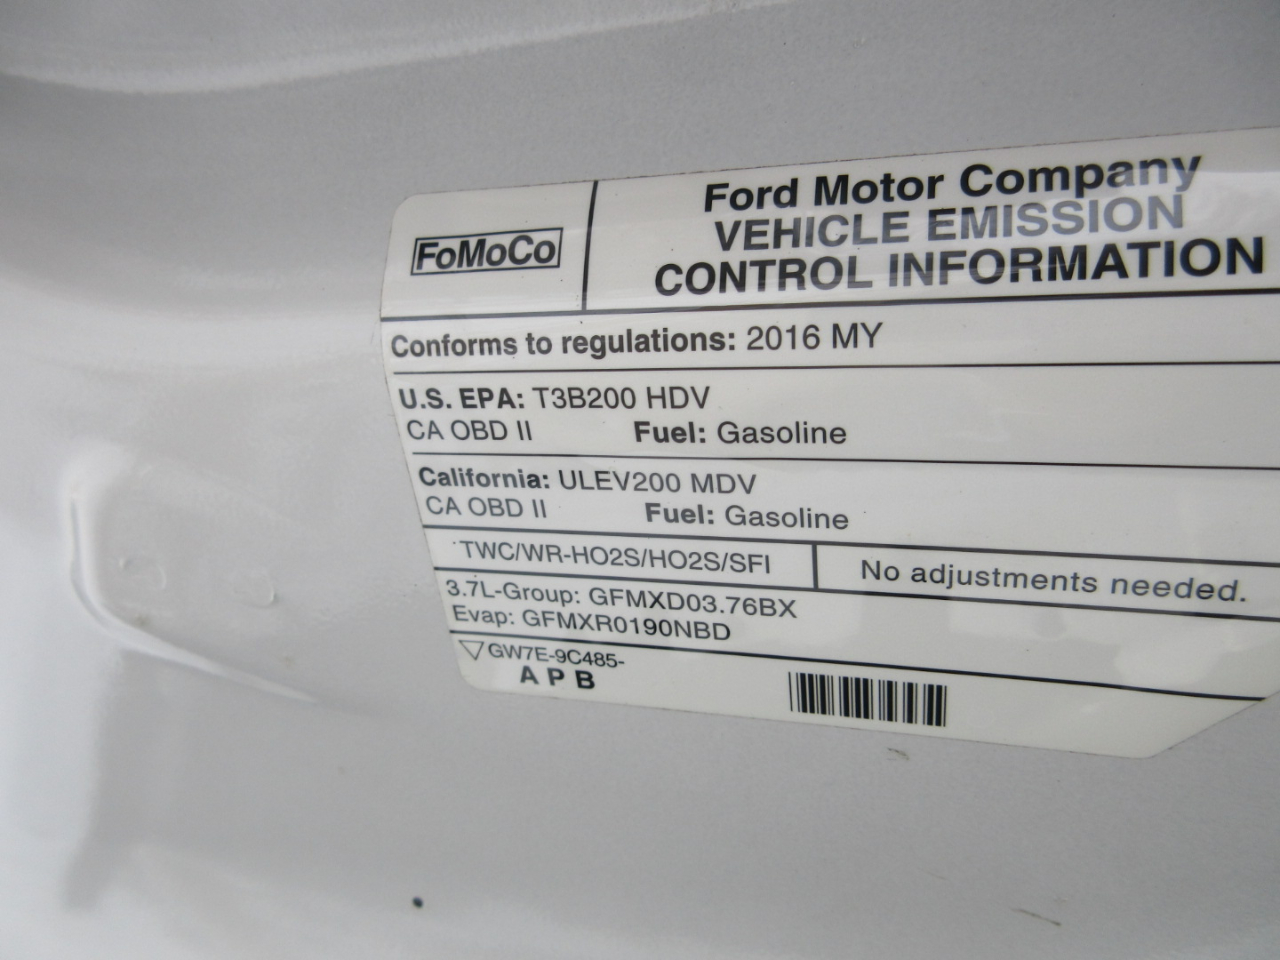 FoMoCo
Ford Motor Company
VEHICLE EMISSION
CONTROL INFORMATION
Conforms to regulations: 2016 MY
U.S. EPA: T3B200 HDV
CA OBD II Fuel: Gasoline
California: ULEV200 MDV
CA OBD II Fuel: Gasoline
TWC/WR-HO2S/HO2S/SFI No adjustments needed.
3.7L-Group: GFMXD03.76BX
Evap: GFMXR0190NBD
GW7E-9C485-
A P B